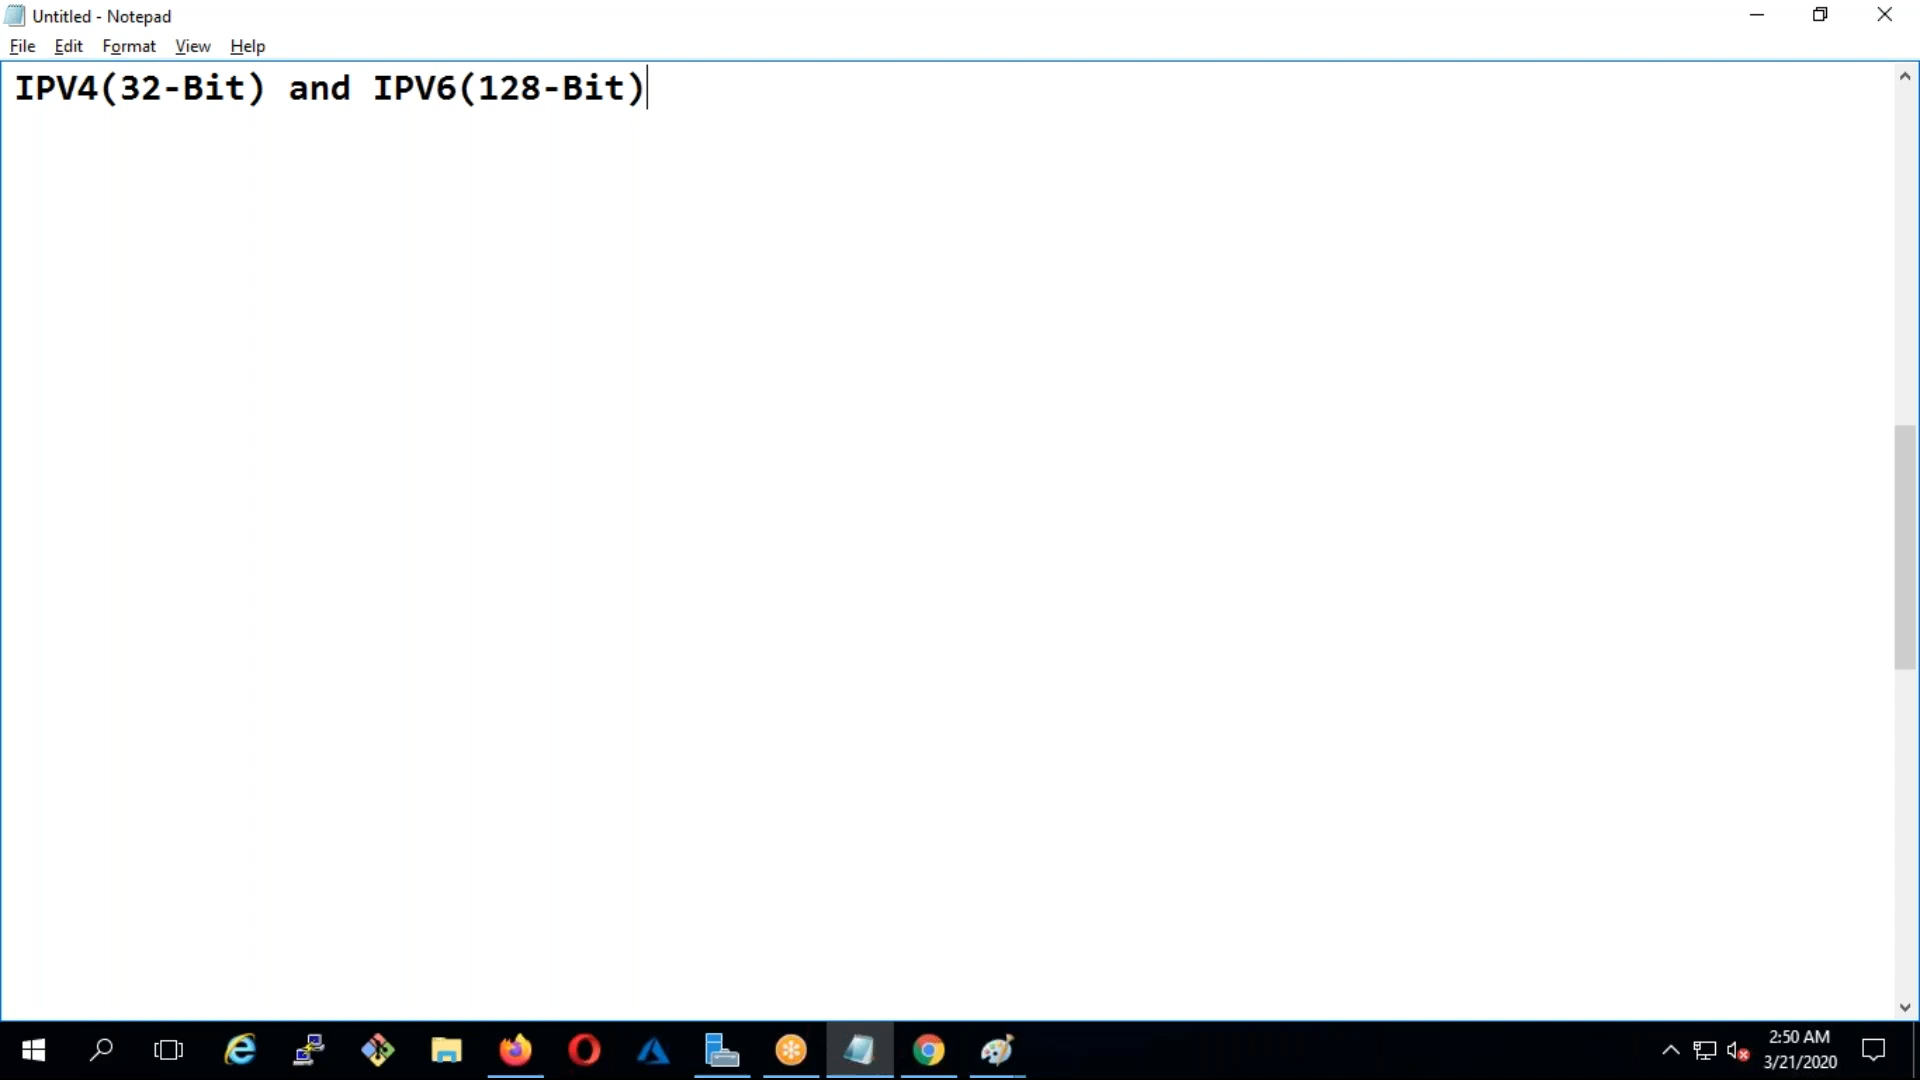 Untitled - Notepad
File Edit Format View Help
IPV4(32-Bit) and IPV6(128-Bit)
2:50 AM
3/21/2020